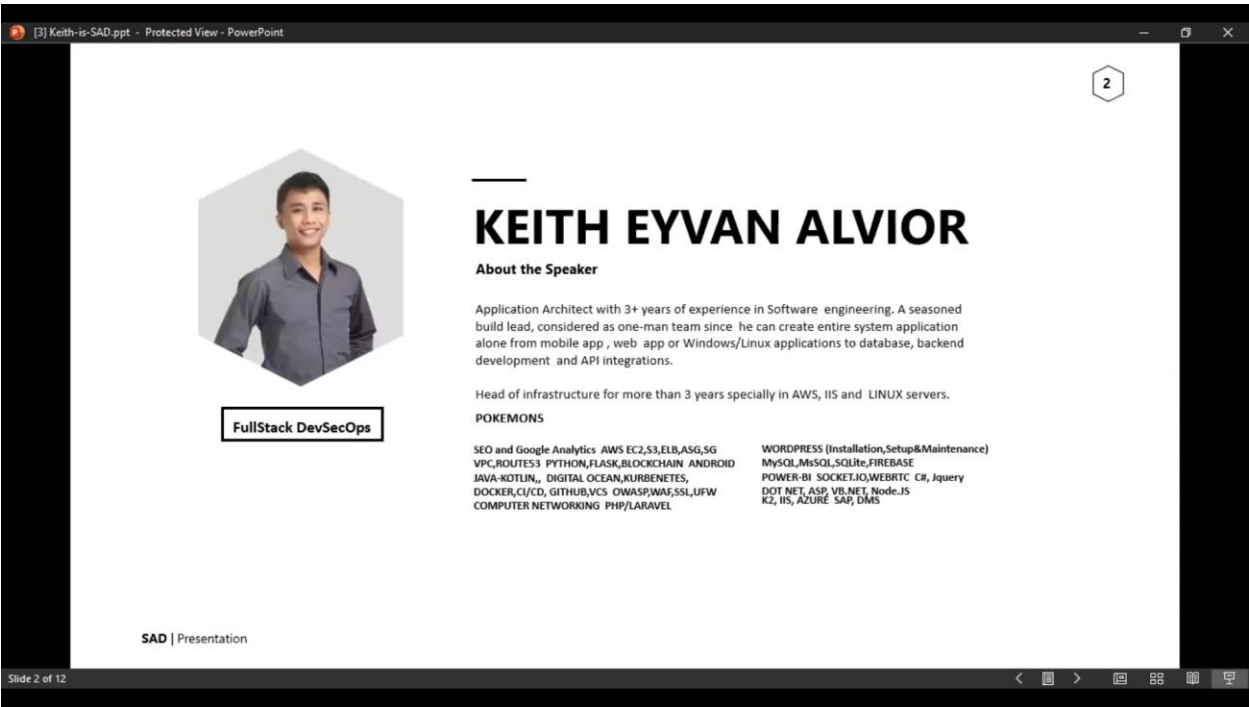 [3] Keith-is-SAD.ppt - Protected View - PowerPoint
2
KEITH EYVAN ALVIOR
About the Speaker
Application Architect with 3+ years of experience in Software engineering. A seasoned
build lead, considered as one-man team since he can create entire system application
alone from mobile app , web app or Windows/Linux applications to database, backend
development and API integrations.
Head of infrastructure for more than 3 years specially in AWS, IIS and LINUX servers.
FullStack DevSecOps
POKEMONS
SEO and Google Analytics AWS EC2,S3,ELB,ASG,SG
VPC,ROUTE53 PYTHON,FLASK,BLOCKCHAIN ANDROID
JAVA-KOTLIN,, DIGITAL OCEAN,KURBENETES,
DOCKER,CI/CD, GITHUB,VCS OWASP,WAF,SSL,UFW
COMPUTER NETWORKING PHP/LARAVEL
WORDPRESS (Installation,Setup&Maintenance)
MySQL,MsSQL,SQLite,FIREBASE
POWER-BI SOCKET.IO,WEBRTC C#, Jquery
DOT NET, ASP, VB.NET, Node.JS
K2, IIS, AZURE SAP, DMS
SAD | Presentation
Slide 2 of 12